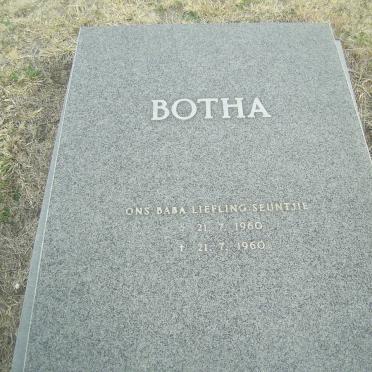 BOTHA
ONS BABA LIEFLING-SEUNTJIE
* 21. 7. 1960
† 21. 7. 1960